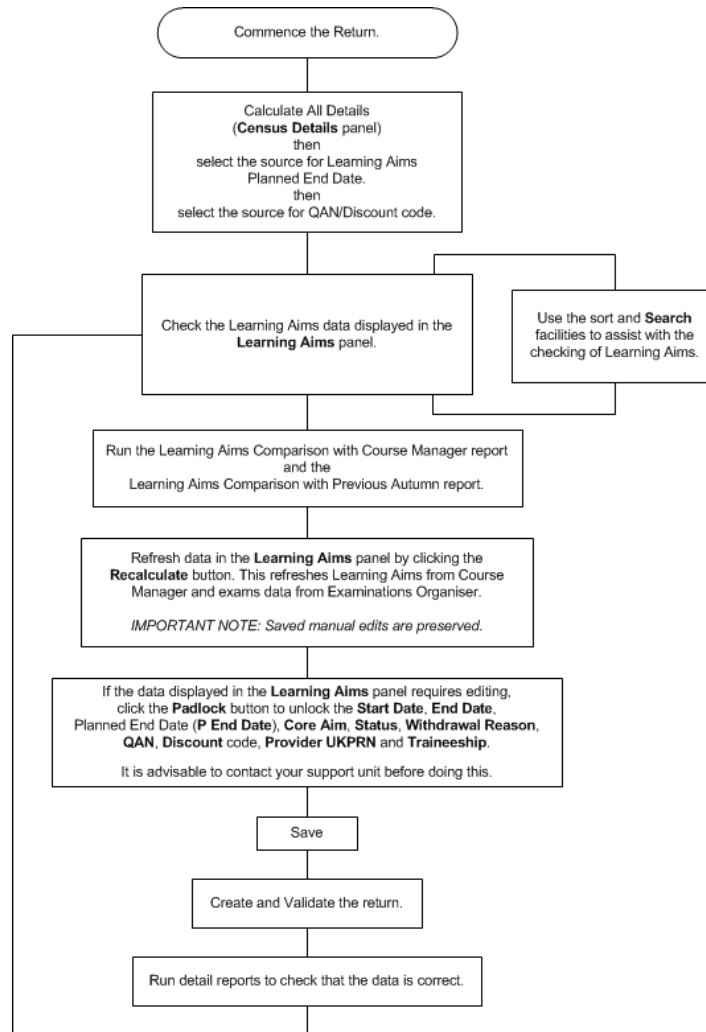 Commence the Return.
Calculate All Details
(Census Details panel)
then
select the source for Learning Aims
Planned End Date.
then
select the source for QAN/Discount code.
Check the Learning Aims data displayed in the
Learning Aims panel.
Use the sort and Search
facilities to assist with the
checking of Learning Aims.
Run the Learning Aims Comparison with Course Manager report
and the
Learning Aims Comparison with Previous Autumn report.
Refresh data in the Learning Aims panel by clicking the
Recalculate button. This refreshes Learning Aims from Course
Manager and exams data from Examinations Organiser.
IMPORTANT NOTE: Saved manual edits are preserved.
If the data displayed in the Learning Aims panel requires editing,
click the Padlock button to unlock the Start Date, End Date,
Planned End Date (P End Date), Core Aim, Status, Withdrawal Reason,
QAN, Discount code, Provider UKPRN and Traineeship.
It is advisable to contact your support unit before doing this.
Save
Create and Validate the return.
Run detail reports to check that the data is correct.